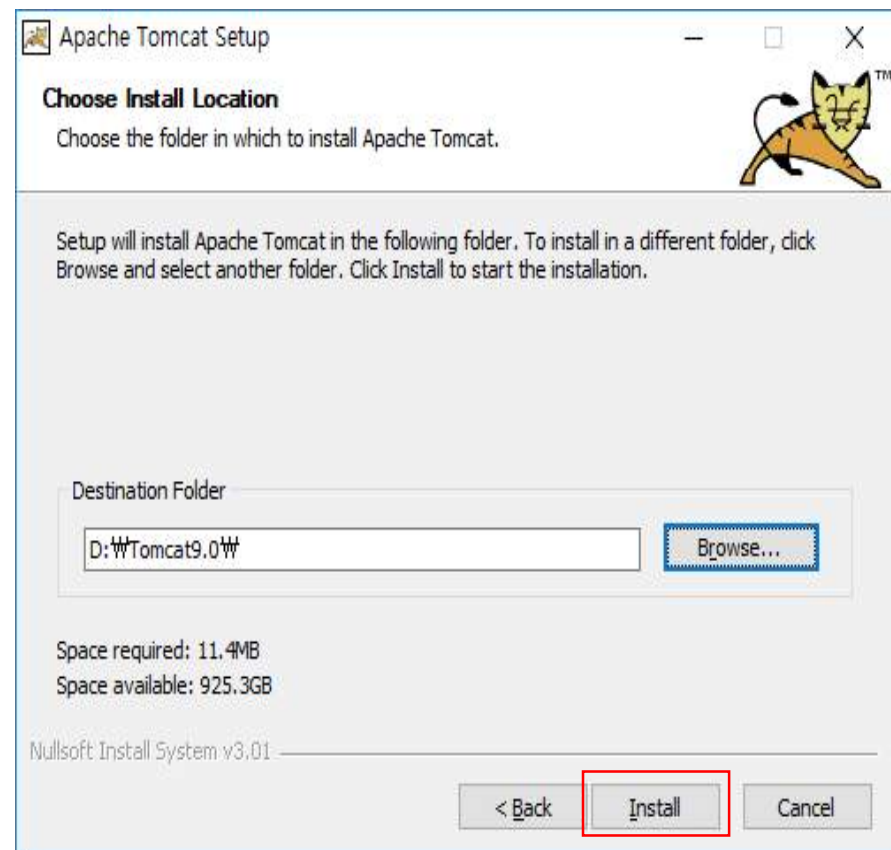 Apache Tomcat Setup
Choose Install Location
Choose the folder in which to install Apache Tomcat.
TM
Setup will install Apache Tomcat in the following folder. To install in a different folder, click
Browse and select another folder. Click Install to start the installation.
Destination Folder
D:₩Tomcat9.0₩
Browse...
Space required: 11.4MB
Space available: 925.3GB
Nullsoft Install System v3.01
< Back
Install
Cancel